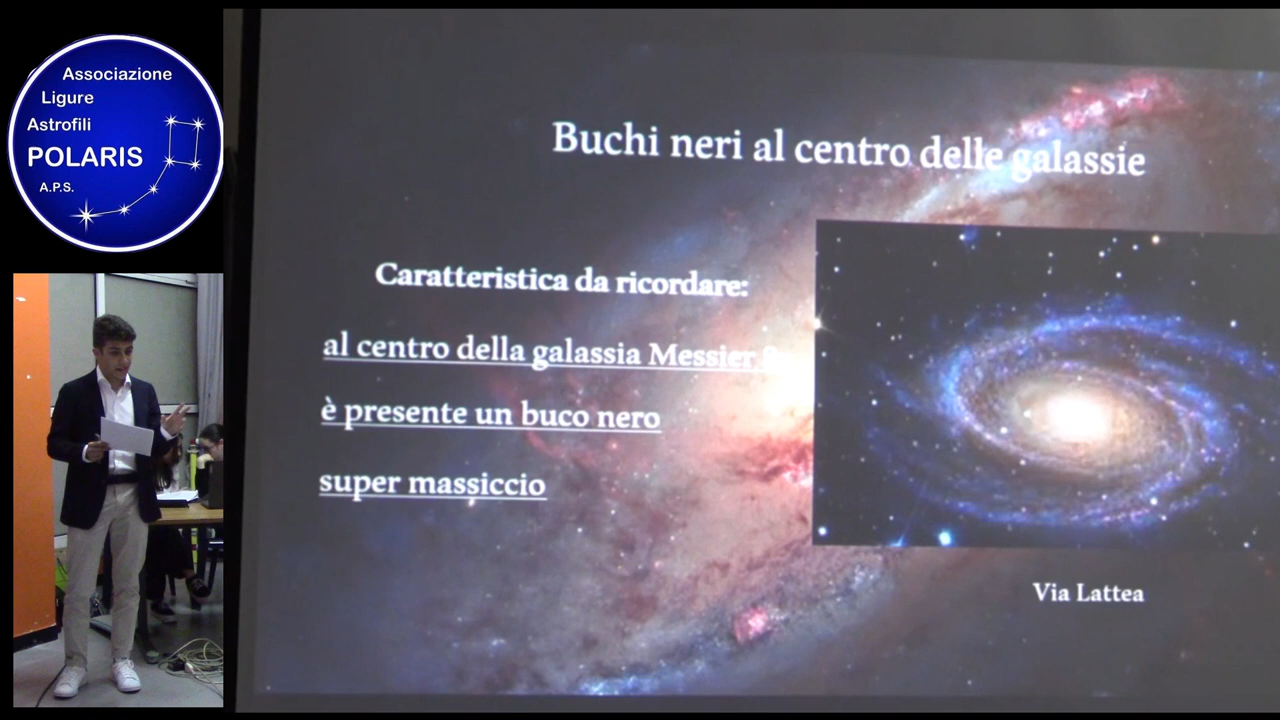 Associazione
Ligure
Astrofili
POLARIS
A.P.S.
Buchi neri al centro delle galassie
Caratteristica da ricordare:
al centro della galassia Messier
è presente un buco nero
super massiccio
Via Lattea